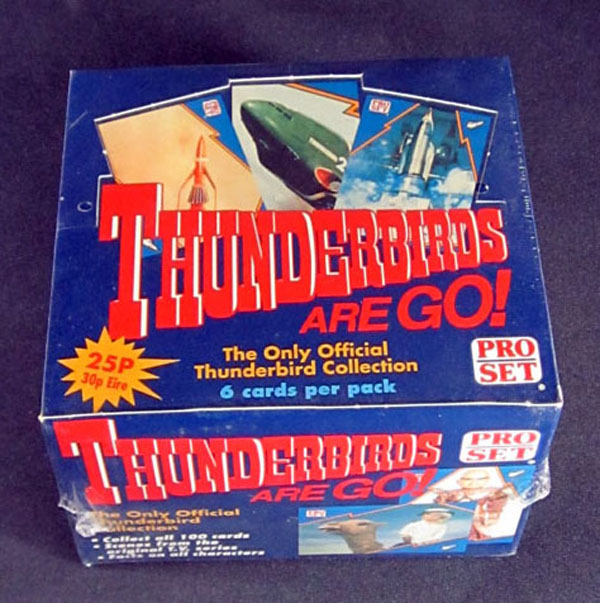 THUNDERBIRDS
ARE GO!
25P
30p Eire
The Only Official
Thunderbird Collection
6 cards per pack
PRO
SET
THUNDERBIRDS
ARE GO!
PRO
SET
The Only Official
Thunderbird
Collection
• Collect all 100 cards
• Scenes from the
original T.V. series
• Facts on all characters